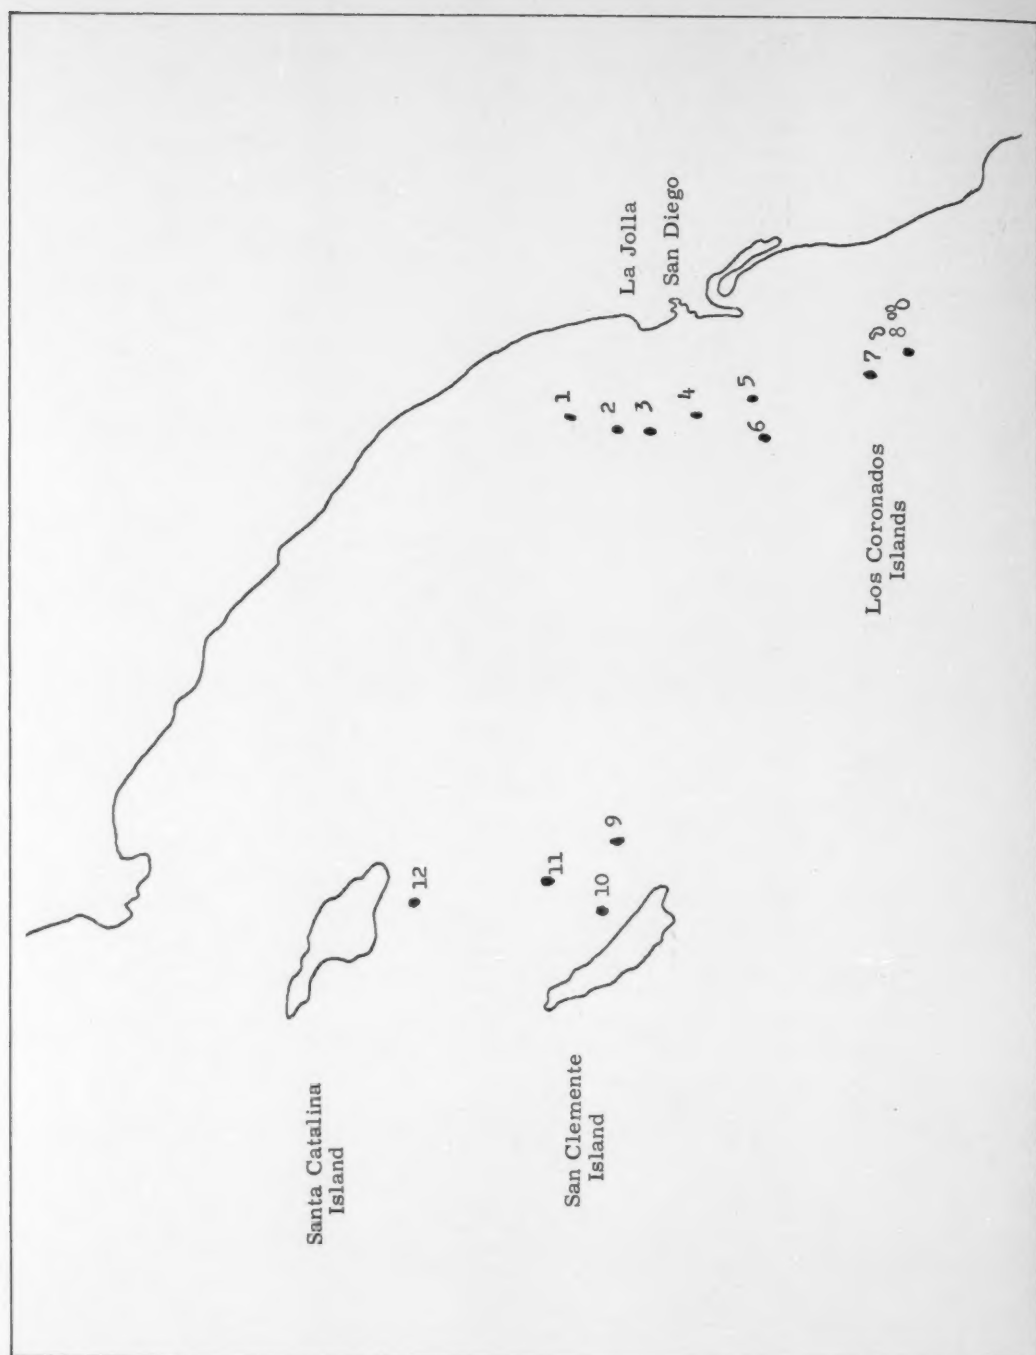 La Jolla
San Diego
1
2
3
4
5
6
7
8
Los Coronados
Islands
9
10
11
12
Santa Catalina
Island
San Clemente
Island